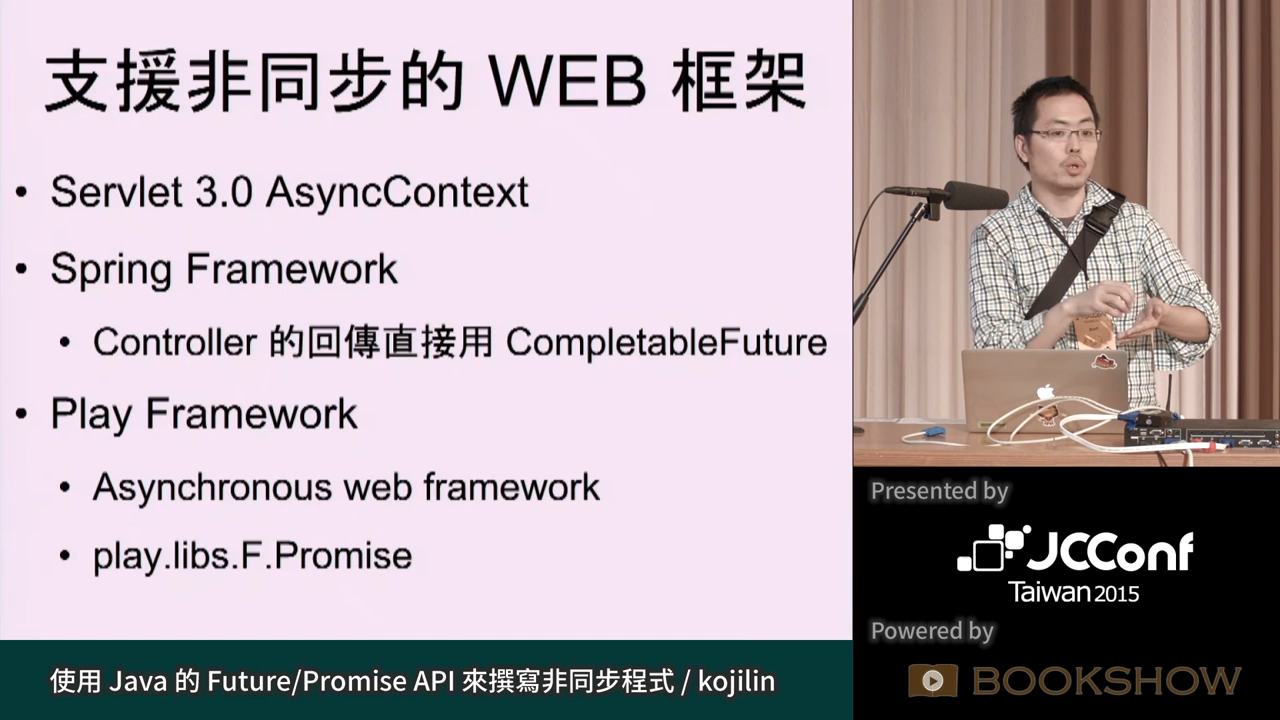 支援非同步的 WEB 框架
• Servlet 3.0 AsyncContext
• Spring Framework
• Controller 的回傳直接用 CompletableFuture
• Play Framework
• Asynchronous web framework
• play.libs.F.Promise
Presented by
JCConf
Taiwan 2015
Powered by
BOOKSHOW
使用 Java 的 Future/Promise API 來撰寫非同步程式 / kojilin